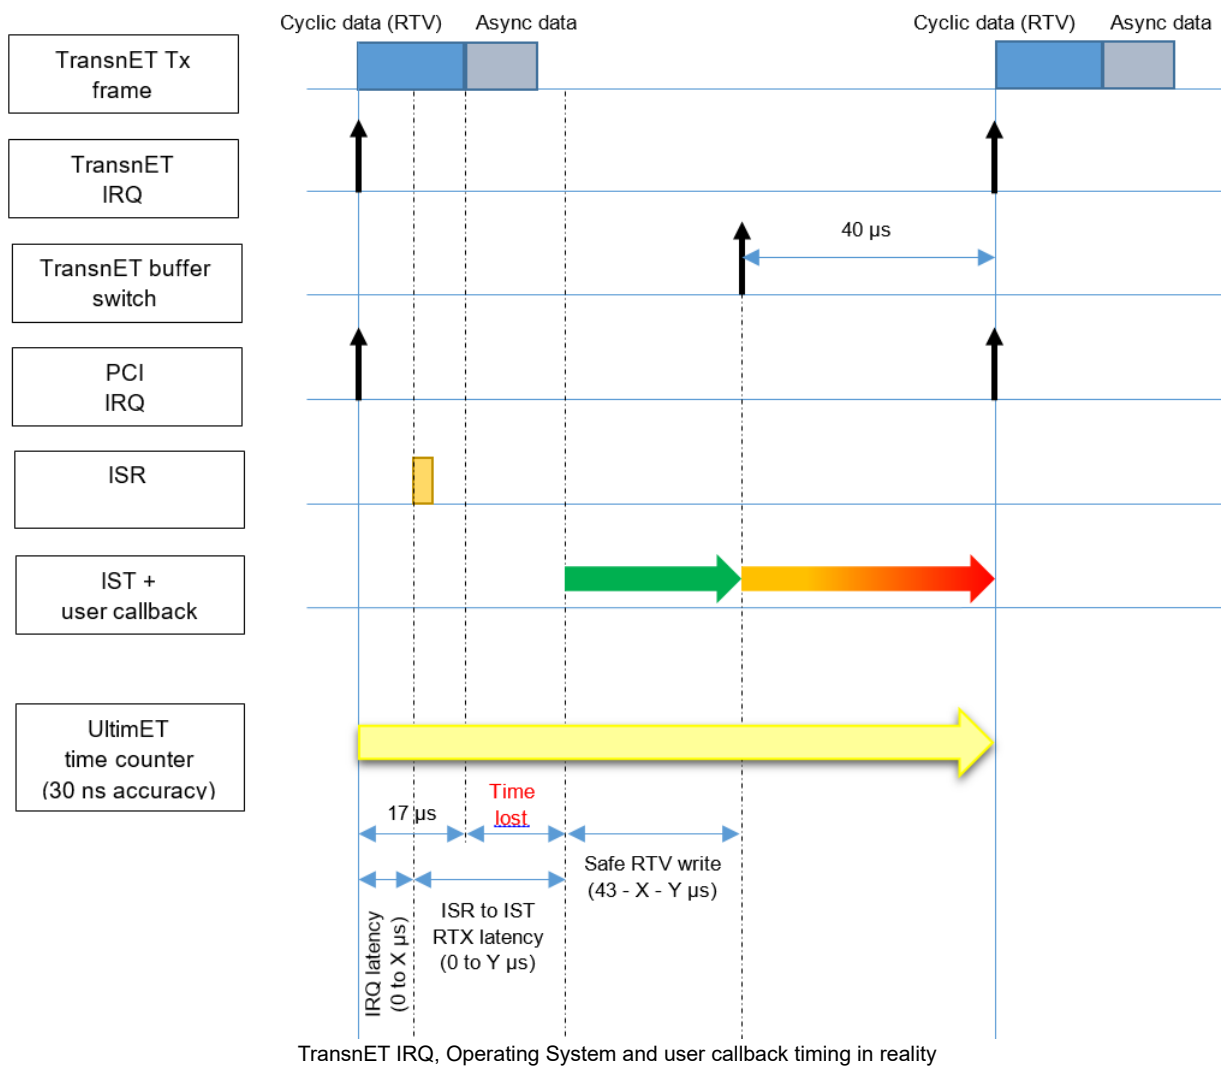 Cyclic data (RTV)
Async data
Cyclic data (RTV)
Async data
TransnET Tx
frame
TransnET
IRQ
TransnET buffer
switch
40 µs
PCI
IRQ
ISR
IST +
user callback
UltimET
time counter
(30 ns accuracy)
17 µs
Time
lost
Safe RTV write
(43 - X - Y µs)
ISR to IST
RTX latency
(0 to Y µs)
IRQ latency
(0 to X µs)
TransnET IRQ, Operating System and user callback timing in reality